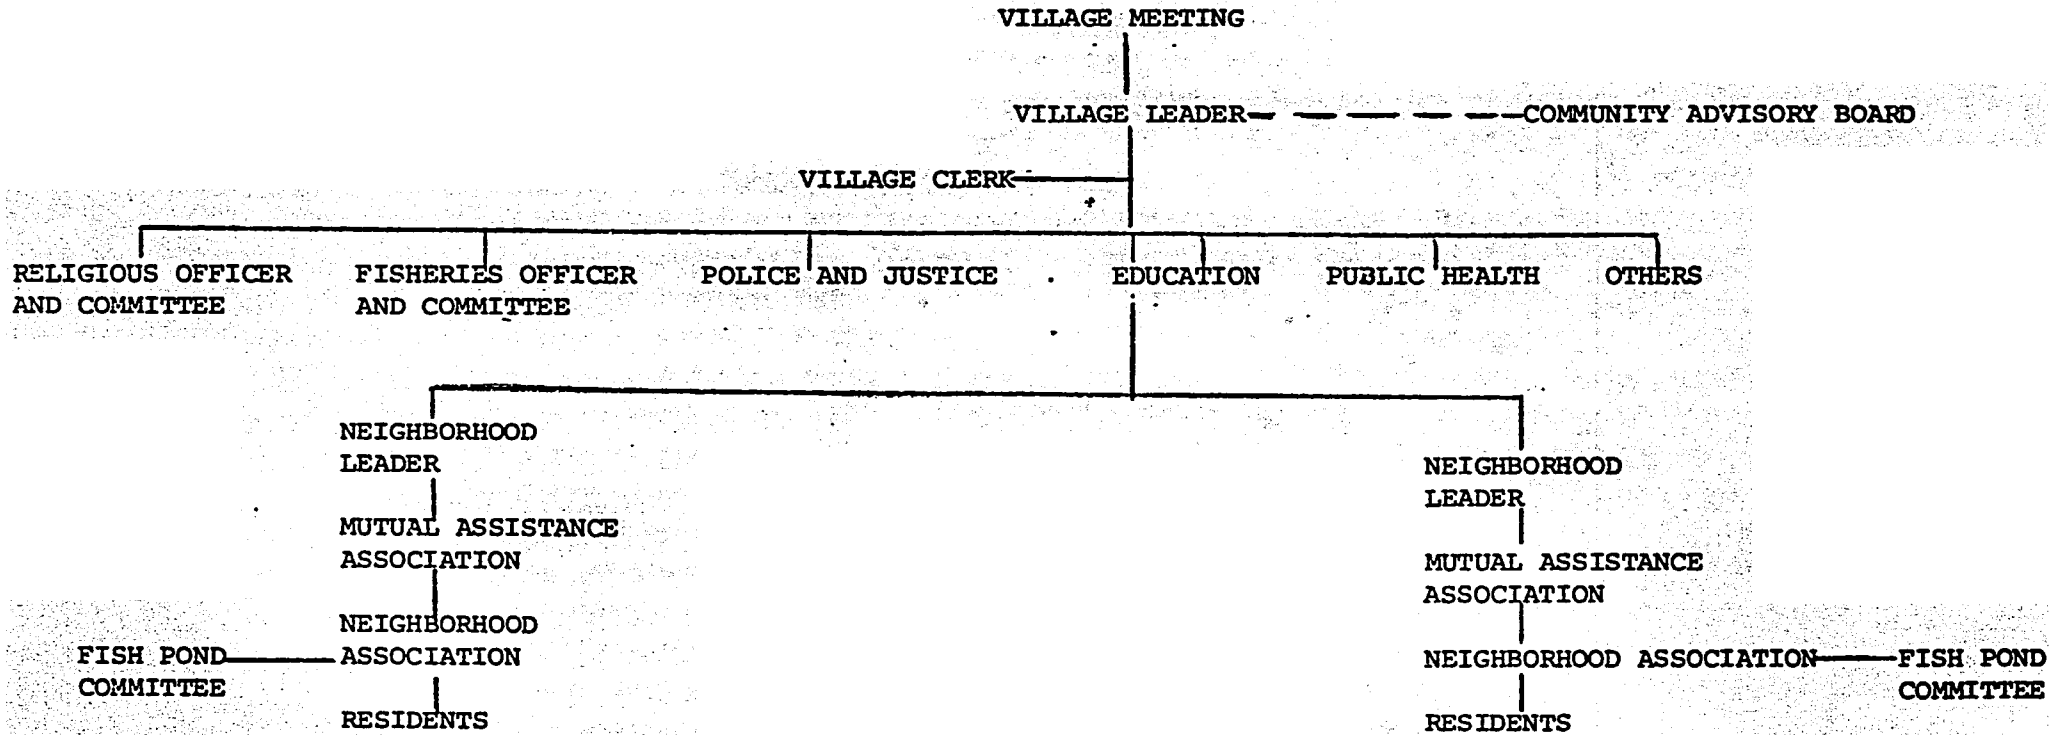 VILLAGE MEETING
VILLAGE LEADER
COMMUNITY ADVISORY BOARD
VILLAGE CLERK
RELIGIOUS OFFICER
AND COMMITTEE
FISHERIES OFFICER
AND COMMITTEE
POLICE AND JUSTICE
EDUCATION
PUBLIC HEALTH
OTHERS
NEIGHBORHOOD
LEADER
MUTUAL ASSISTANCE
ASSOCIATION
NEIGHBORHOOD
ASSOCIATION
FISH POND
COMMITTEE
RESIDENTS
NEIGHBORHOOD
LEADER
MUTUAL ASSISTANCE
ASSOCIATION
NEIGHBORHOOD ASSOCIATION
FISH POND
COMMITTEE
RESIDENTS